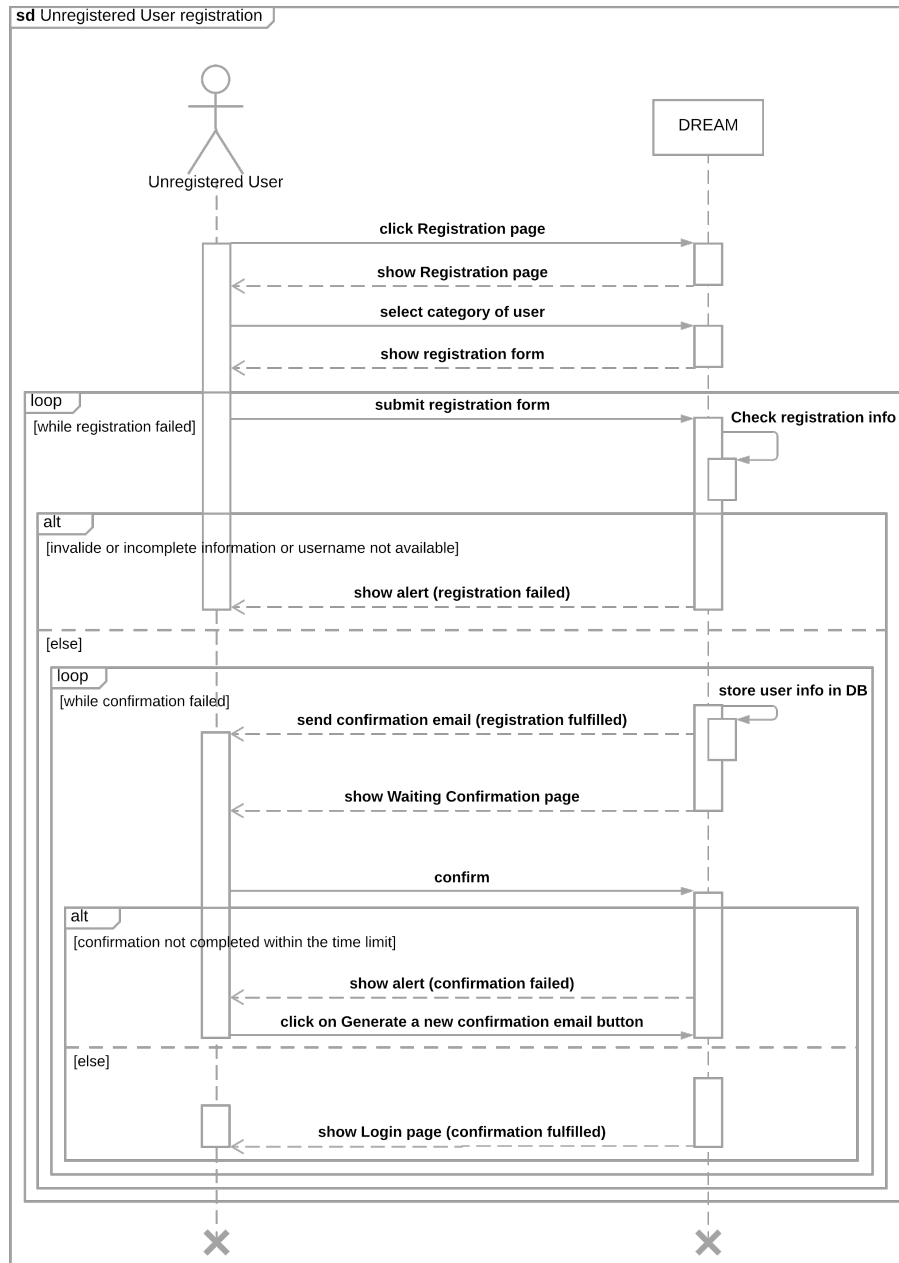 sd Unregistered User registration
DREAM
Unregistered User
click Registration page
show Registration page
select category of user
show registration form
loop
submit registration form
[while registration failed]
Check registration info
alt
[invalide or incomplete information or username not available]
show alert (registration failed)
[else]
loop
[while confirmation failed]
store user info in DB
send confirmation email (registration fulfilled)
show Waiting Confirmation page
confirm
alt
[confirmation not completed within the time limit]
show alert (confirmation failed)
click on Generate a new confirmation email button
[else]
show Login page (confirmation fulfilled)